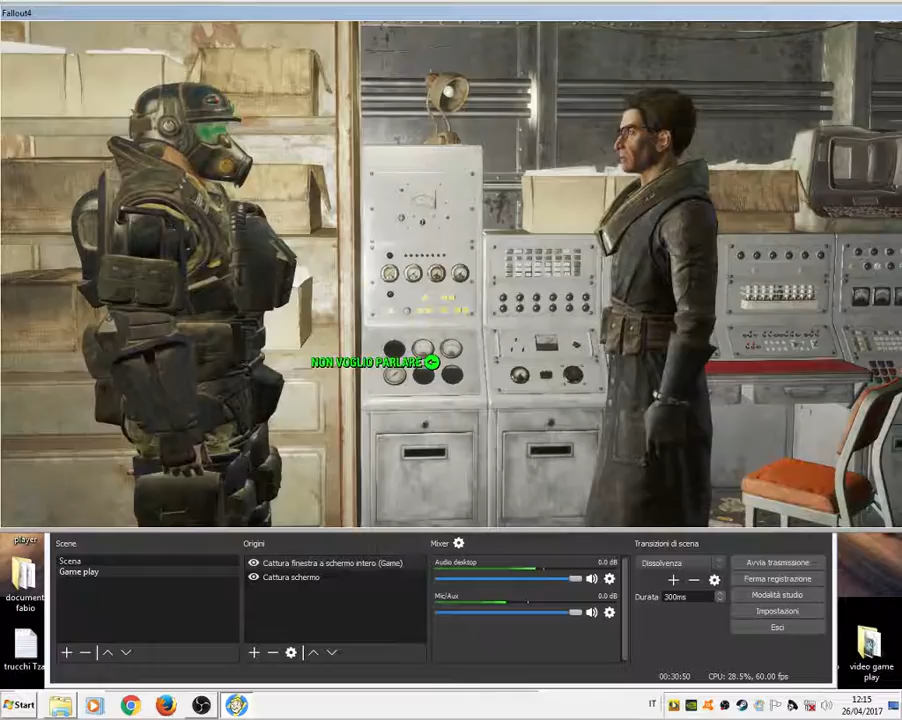 Fallout4
NON VOGLIO PARLARE
player
document
fabio
trucchi Tza
video game
play
Scene
Scena
Game play
Origini
Cattura finestra a schermo intero (Game)
Cattura schermo
Mixer
Audio desktop
0.0 dB
Mic/Aux
0.0 dB
Transizioni di scena
Dissolvenza
Durata
300ms
Avvia trasmissione
Ferma registrazione
Modalità studio
Impostazioni
Esci
00:30:50
CPU: 28.5%, 60.00 fps
Start
IT
12:15
26/04/2017